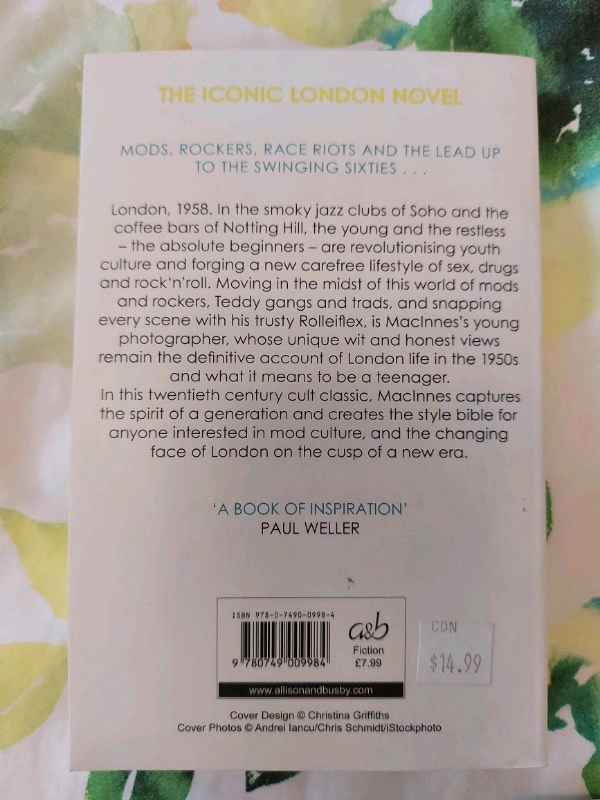 THE ICONIC LONDON NOVEL
MODS, ROCKERS, RACE RIOTS AND THE LEAD UP
TO THE SWINGING SIXTIES . . .
London, 1958. In the smoky jazz clubs of Soho and the
coffee bars of Notting Hill, the young and the restless
– the absolute beginners – are revolutionising youth
culture and forging a new carefree lifestyle of sex, drugs
and rock'n'roll. Moving in the midst of this world of mods
and rockers, Teddy gangs and trads, and snapping
every scene with his trusty Rolleiflex, is MacInnes's young
photographer, whose unique wit and honest views
remain the definitive account of London life in the 1950s
and what it means to be a teenager.
In this twentieth century cult classic, MacInnes captures
the spirit of a generation and creates the style bible for
anyone interested in mod culture, and the changing
face of London on the cusp of a new era.
'A BOOK OF INSPIRATION'
PAUL WELLER
ISBN 978-0-7490-0998-4
9 780749 009984
a&b
Fiction
£7.99
www.allisonandbusby.com
CDN
$14.99
Cover Design © Christina Griffiths
Cover Photos © Andrei Iancu/Chris Schmidt/iStockphoto